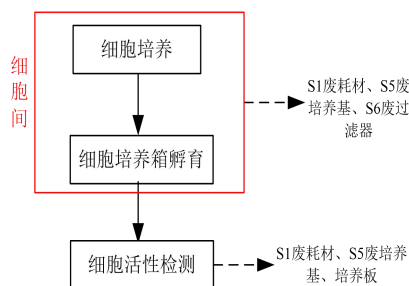 细胞培养
细胞间
S1废耗材、S5废
培养基、S6废过
滤器
细胞培养箱孵育
细胞活性检测
S1废耗材、S5废培养
基、培养板